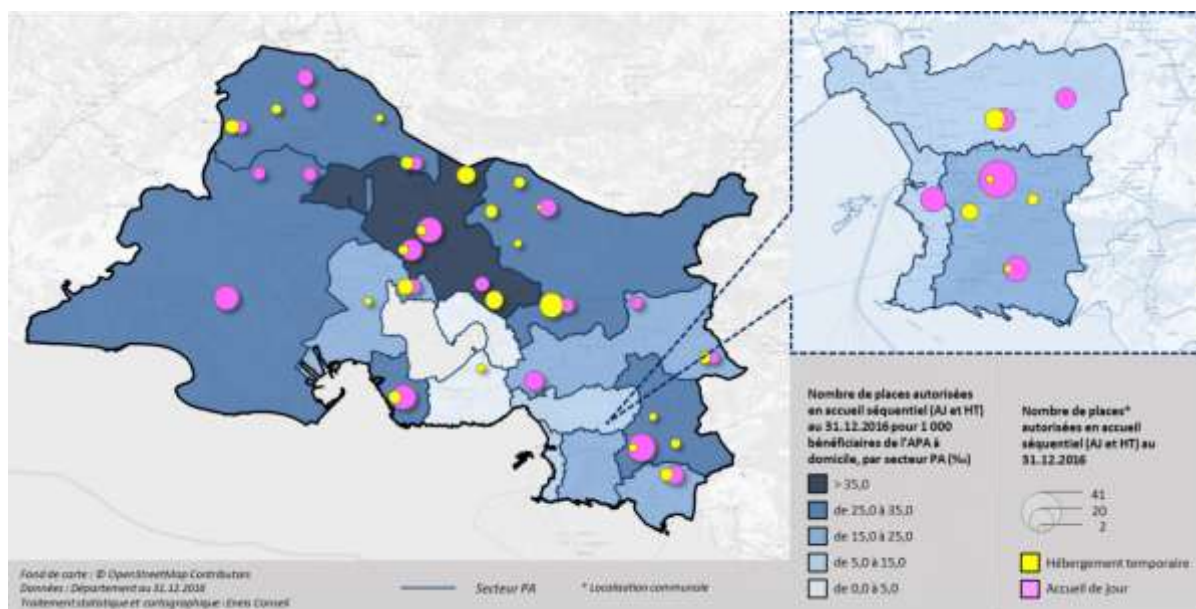 Nombre de places autorisées
en accueil séquentiel (AJ et HT)
au 31.12.2016 pour 1 000
bénéficiaires de l'APA à
domicile, par secteur PA (‰)
> 35,0
de 25,0 à 35,0
de 15,0 à 25,0
de 5,0 à 15,0
de 0,0 à 5,0
Nombre de places*
autorisées en accueil
séquentiel (AJ et HT) au
31.12.2016
41
20
2
Hébergement temporaire
Accueil de jour
Fond de carte : © OpenStreetMap Contributors
Données : Département au 31.12.2016
Traitement statistique et cartographique : Eneis Conseil
Secteur PA
* Localisation communale